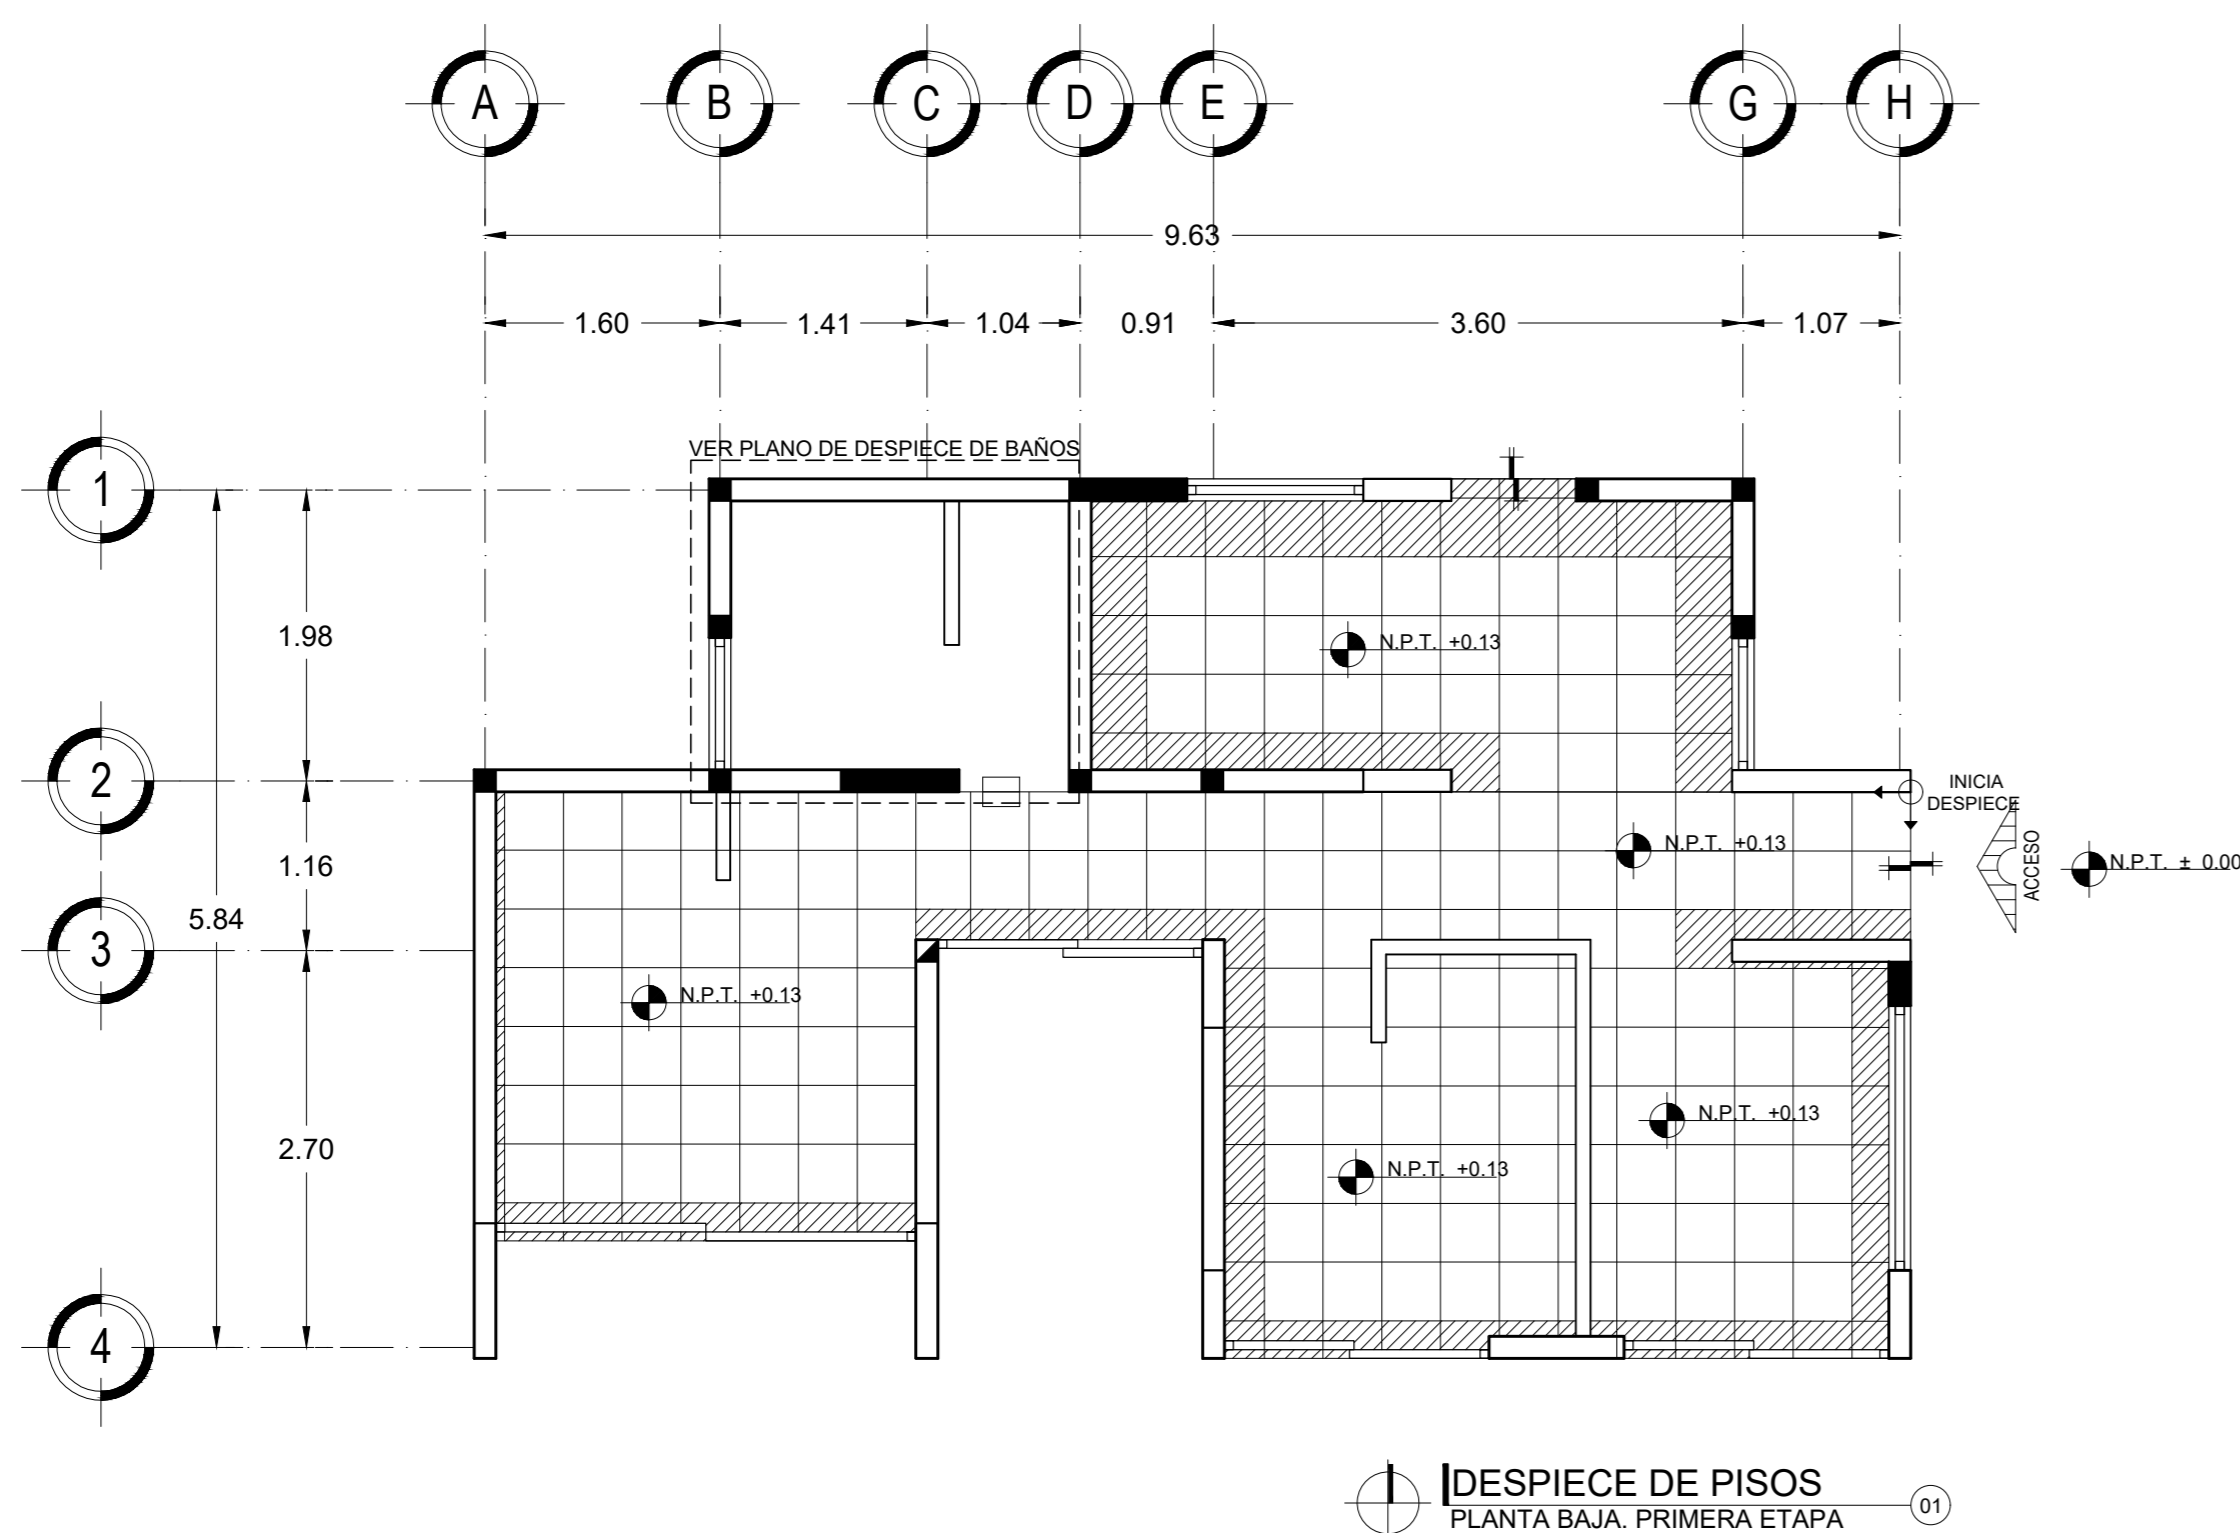 A B C D E G H
9.63
1.60 1.41 1.04 0.91 3.60 1.07
VER PLANO DE DESPIECE DE BAÑOS
1
1.98
N.P.T. +0.13
2
INICIA
DESPIECE
N.P.T. +0.13
ACCESO
N.P.T. ± 0.00
1.16
5.84
3
N.P.T. +0.13
N.P.T. +0.13
2.70
N.P.T. +0.13
4
DESPIECE DE PISOS
PLANTA BAJA. PRIMERA ETAPA
01